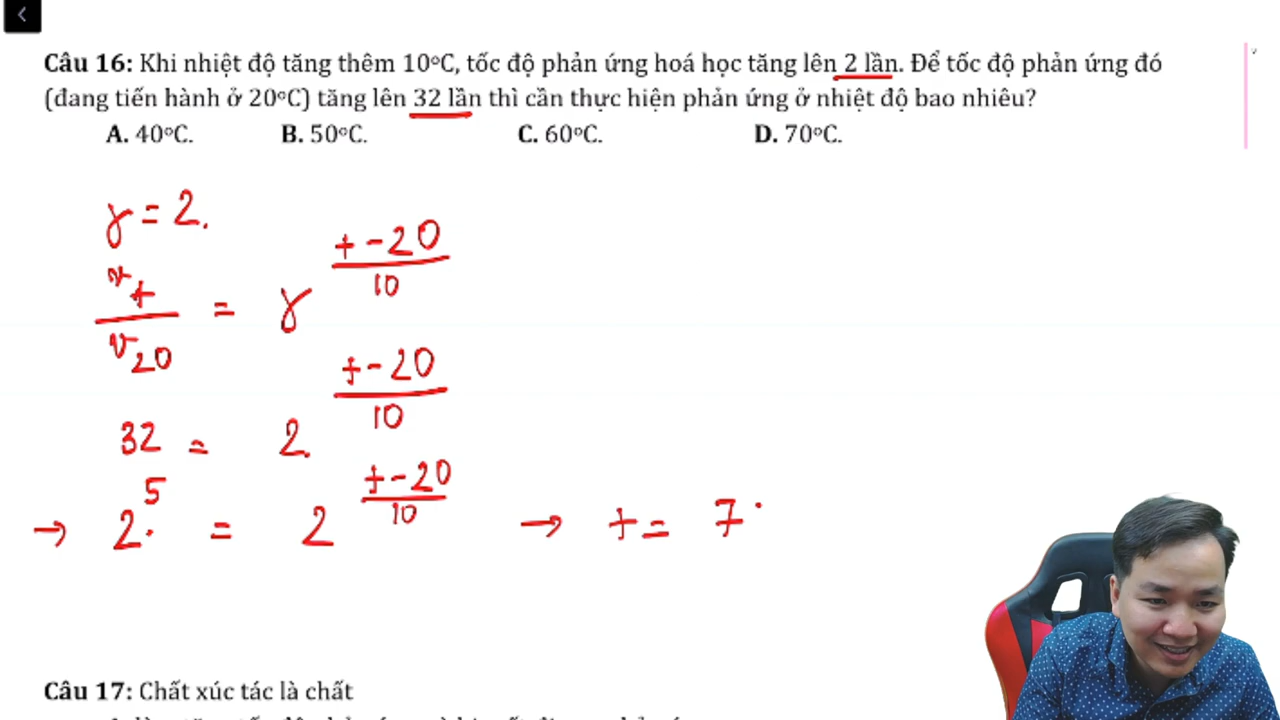 Câu 16: Khi nhiệt độ tăng thêm 10°C, tốc độ phản ứng hoá học tăng lên 2 lần. Để tốc độ phản ứng đó
(đang tiến hành ở 20°C) tăng lên 32 lần thì cần thực hiện phản ứng ở nhiệt độ bao nhiêu?
A. 40°C. B. 50°C. C. 60°C. D. 70°C.
γ = 2.
v_t / v_20 = γ^((t - 20)/10)
32 = 2^((t - 20)/10)
→ 2^5 = 2^((t - 20)/10) → t = 7
Câu 17: Chất xúc tác là chất